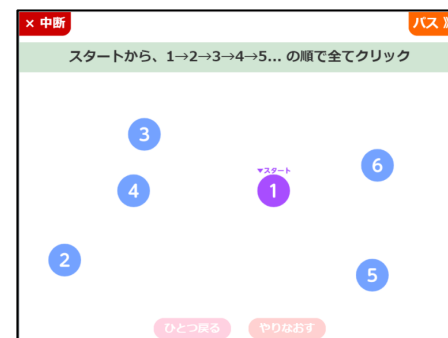 × 中断
パス
スタートから、1→2→3→4→5... の順で全てクリック
3
6
▼スタート
4
1
2
5
ひとつ戻る
やりなおす